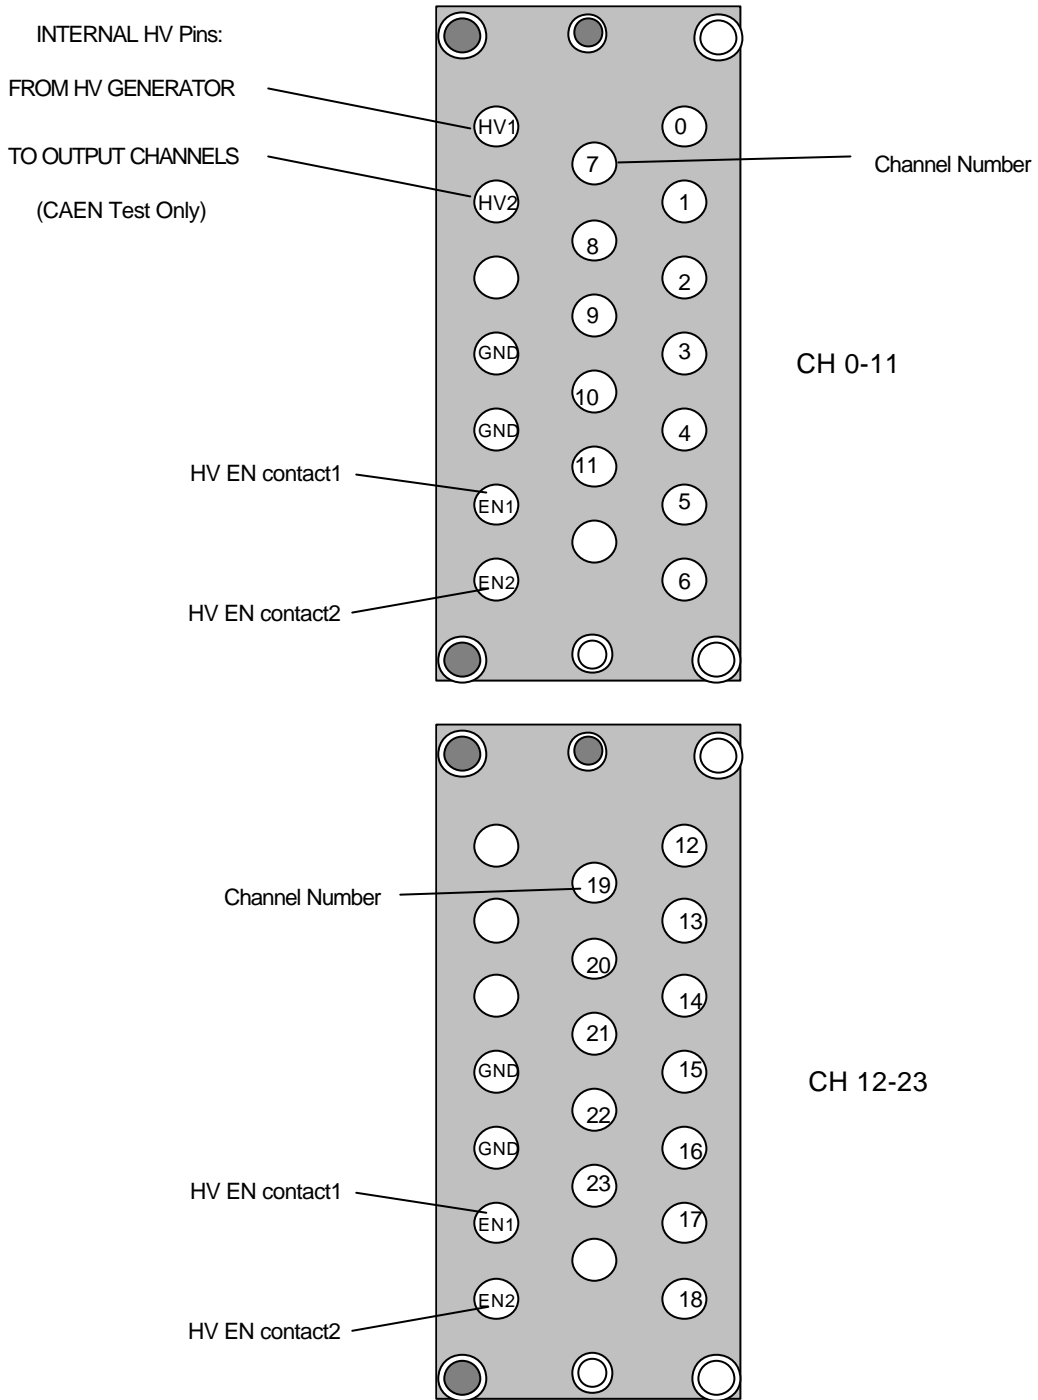 INTERNAL HV Pins:
FROM HV GENERATOR
TO OUTPUT CHANNELS
(CAEN Test Only)
HV1
0
7
Channel Number
HV2
1
8
2
9
GND
3
CH 0-11
10
GND
4
11
HV EN contact1
EN1
5
EN2
6
HV EN contact2
12
19
Channel Number
13
20
14
21
GND
15
CH 12-23
22
GND
16
23
HV EN contact1
EN1
17
EN2
18
HV EN contact2